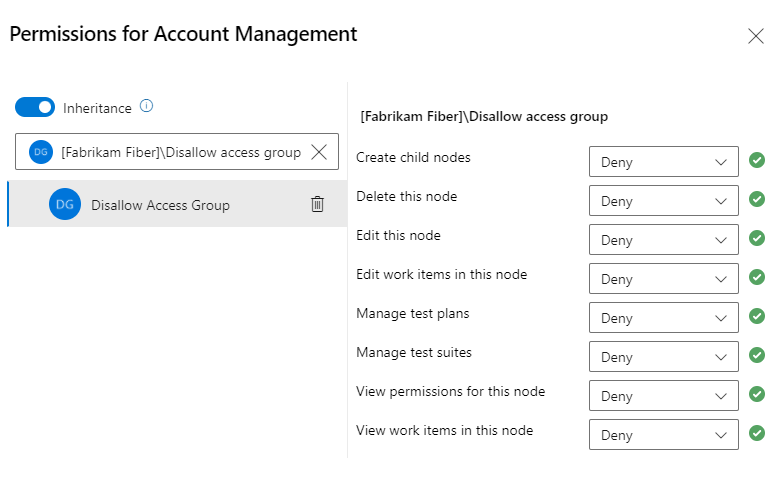 Permissions for Account Management
Inheritance
DG [Fabrikam Fiber]\Disallow access group
DG Disallow Access Group
[Fabrikam Fiber]\Disallow access group
Create child nodes Deny
Delete this node Deny
Edit this node Deny
Edit work items in this node Deny
Manage test plans Deny
Manage test suites Deny
View permissions for this node Deny
View work items in this node Deny